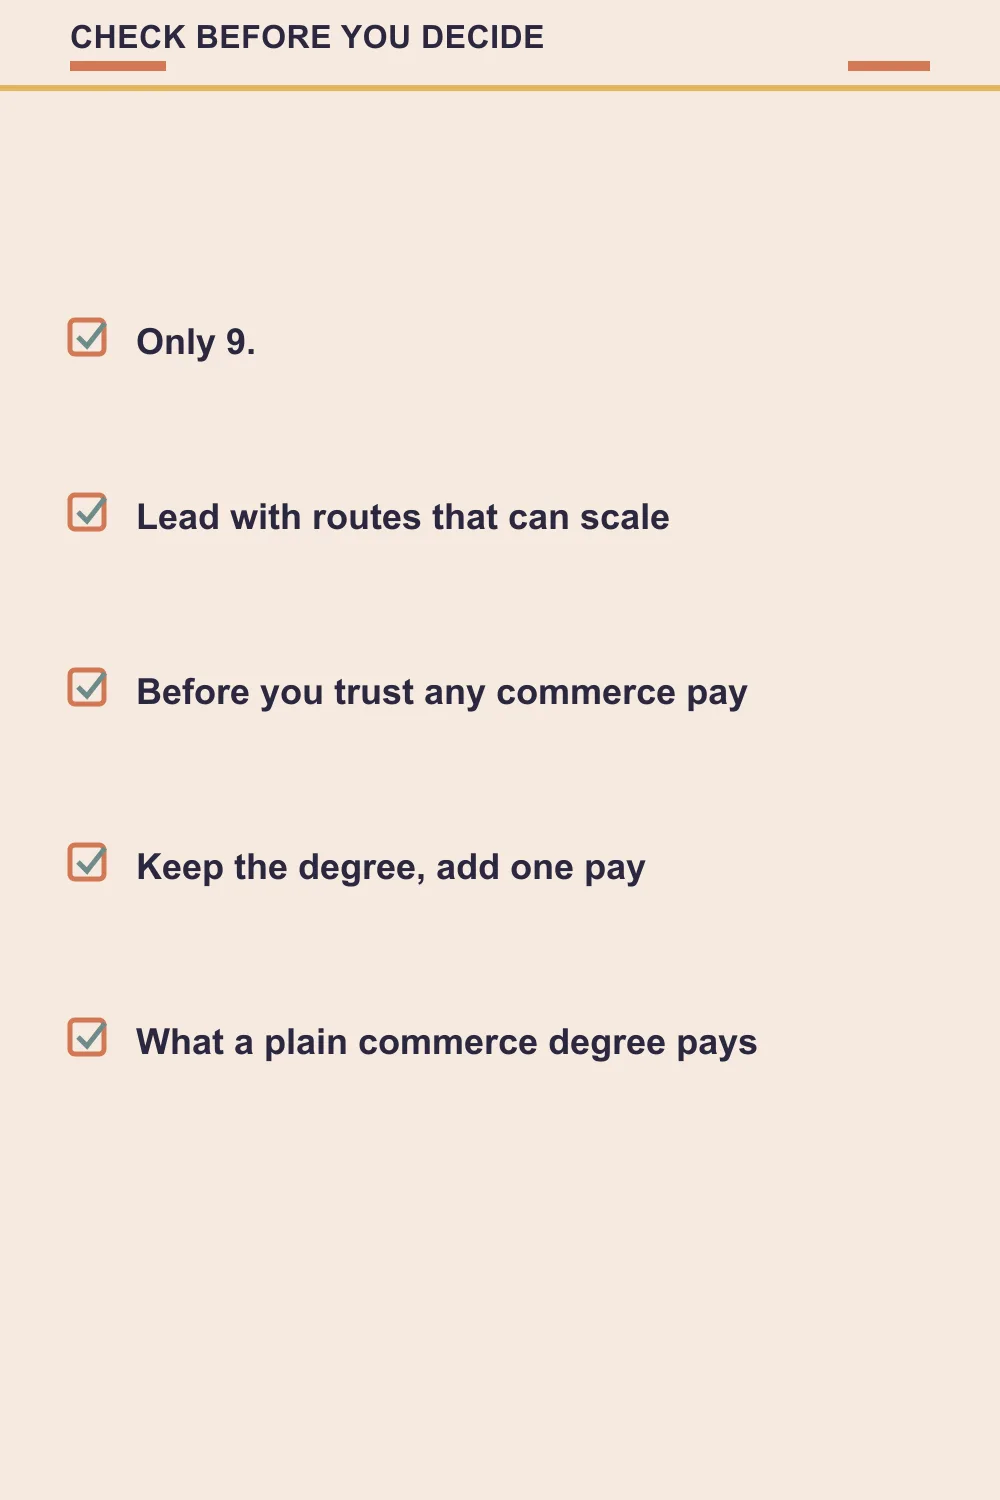 CHECK BEFORE YOU DECIDE
Only 9.
Lead with routes that can scale
Before you trust any commerce pay
Keep the degree, add one pay
What a plain commerce degree pays